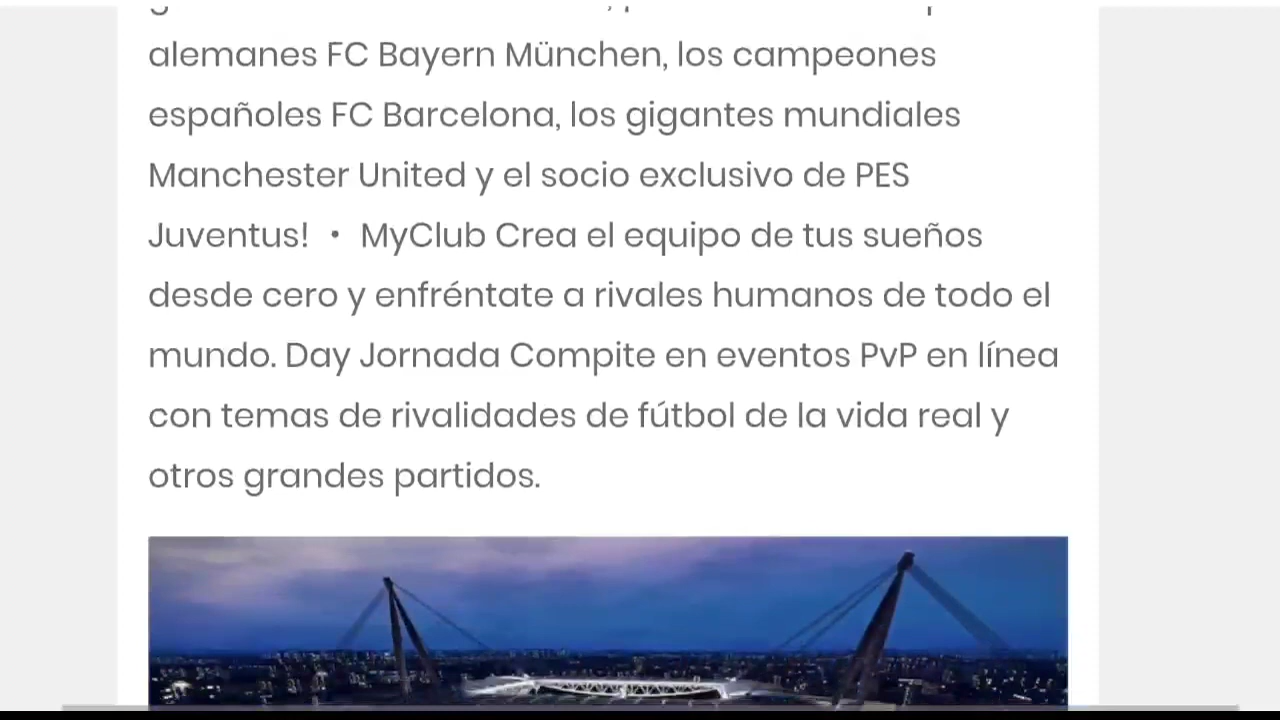 alemanes FC Bayern München, los campeones
españoles FC Barcelona, los gigantes mundiales
Manchester United y el socio exclusivo de PES
Juventus! • MyClub Crea el equipo de tus sueños
desde cero y enfréntate a rivales humanos de todo el
mundo. Day Jornada Compite en eventos PvP en línea
con temas de rivalidades de fútbol de la vida real y
otros grandes partidos.